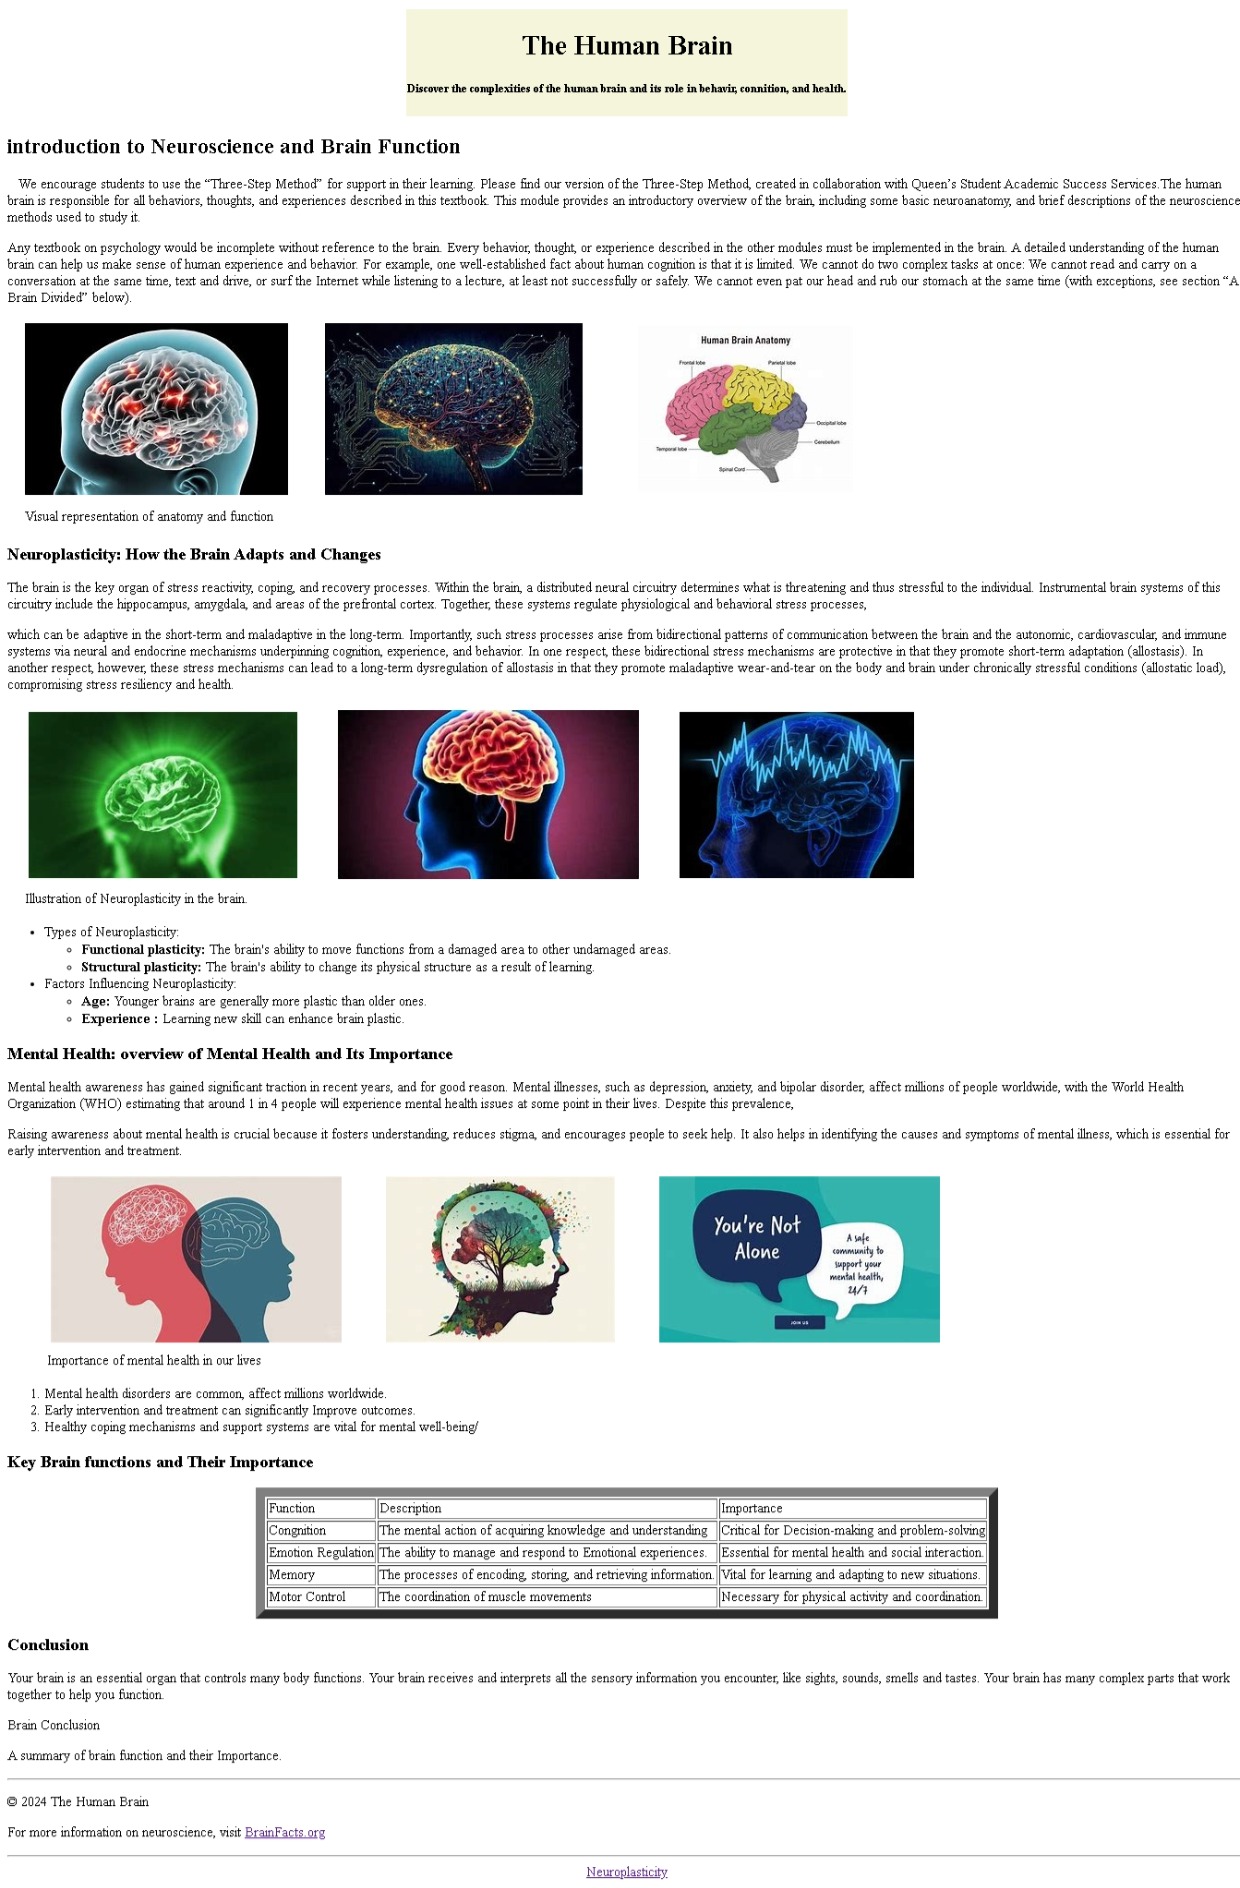 The Human Brain
Discover the complexities of the human brain and its role in behavir, connition, and health.
introduction to Neuroscience and Brain Function
We encourage students to use the “Three-Step Method” for support in their learning. Please find our version of the Three-Step Method, created in collaboration with Queen’s Student Academic Success Services.The human
brain is responsible for all behaviors, thoughts, and experiences described in this textbook. This module provides an introductory overview of the brain, including some basic neuroanatomy, and brief descriptions of the neuroscience
methods used to study it.
Any textbook on psychology would be incomplete without reference to the brain. Every behavior, thought, or experience described in the other modules must be implemented in the brain. A detailed understanding of the human
brain can help us make sense of human experience and behavior. For example, one well-established fact about human cognition is that it is limited. We cannot do two complex tasks at once: We cannot read and carry on a
conversation at the same time, text and drive, or surf the Internet while listening to a lecture, at least not successfully or safely. We cannot even pat our head and rub our stomach at the same time (with exceptions, see section “A
Brain Divided” below).
Human Brain Anatomy
Frontal lobe
Parietal lobe
Occipital lobe
Cerebellum
Temporal lobe
Spinal Cord
Visual representation of anatomy and function
Neuroplasticity: How the Brain Adapts and Changes
The brain is the key organ of stress reactivity, coping, and recovery processes. Within the brain, a distributed neural circuitry determines what is threatening and thus stressful to the individual. Instrumental brain systems of this
circuitry include the hippocampus, amygdala, and areas of the prefrontal cortex. Together, these systems regulate physiological and behavioral stress processes,
which can be adaptive in the short-term and maladaptive in the long-term. Importantly, such stress processes arise from bidirectional patterns of communication between the brain and the autonomic, cardiovascular, and immune
systems via neural and endocrine mechanisms underpinning cognition, experience, and behavior. In one respect, these bidirectional stress mechanisms are protective in that they promote short-term adaptation (allostasis). In
another respect, however, these stress mechanisms can lead to a long-term dysregulation of allostasis in that they promote maladaptive wear-and-tear on the body and brain under chronically stressful conditions (allostatic load),
compromising stress resiliency and health.
Illustration of Neuroplasticity in the brain.
• Types of Neuroplasticity:
◦ Functional plasticity: The brain's ability to move functions from a damaged area to other undamaged areas.
◦ Structural plasticity: The brain's ability to change its physical structure as a result of learning.
• Factors Influencing Neuroplasticity:
◦ Age: Younger brains are generally more plastic than older ones.
◦ Experience : Learning new skill can enhance brain plastic.
Mental Health: overview of Mental Health and Its Importance
Mental health awareness has gained significant traction in recent years, and for good reason. Mental illnesses, such as depression, anxiety, and bipolar disorder, affect millions of people worldwide, with the World Health
Organization (WHO) estimating that around 1 in 4 people will experience mental health issues at some point in their lives. Despite this prevalence,
Raising awareness about mental health is crucial because it fosters understanding, reduces stigma, and encourages people to seek help. It also helps in identifying the causes and symptoms of mental illness, which is essential for
early intervention and treatment.
You're Not
Alone
A safe
community to
support your
mental health,
24/7
JOIN US
Importance of mental health in our lives
1. Mental health disorders are common, affect millions worldwide.
2. Early intervention and treatment can significantly Improve outcomes.
3. Healthy coping mechanisms and support systems are vital for mental well-being/
Key Brain functions and Their Importance
Function Description Importance
Congnition The mental action of acquiring knowledge and understanding Critical for Decision-making and problem-solving
Emotion Regulation The ability to manage and respond to Emotional experiences. Essential for mental health and social interaction.
Memory The processes of encoding, storing, and retrieving information. Vital for learning and adapting to new situations.
Motor Control The coordination of muscle movements Necessary for physical activity and coordination.
Conclusion
Your brain is an essential organ that controls many body functions. Your brain receives and interprets all the sensory information you encounter, like sights, sounds, smells and tastes. Your brain has many complex parts that work
together to help you function.
Brain Conclusion
A summary of brain function and their Importance.
© 2024 The Human Brain
For more information on neuroscience, visit BrainFacts.org
Neuroplasticity